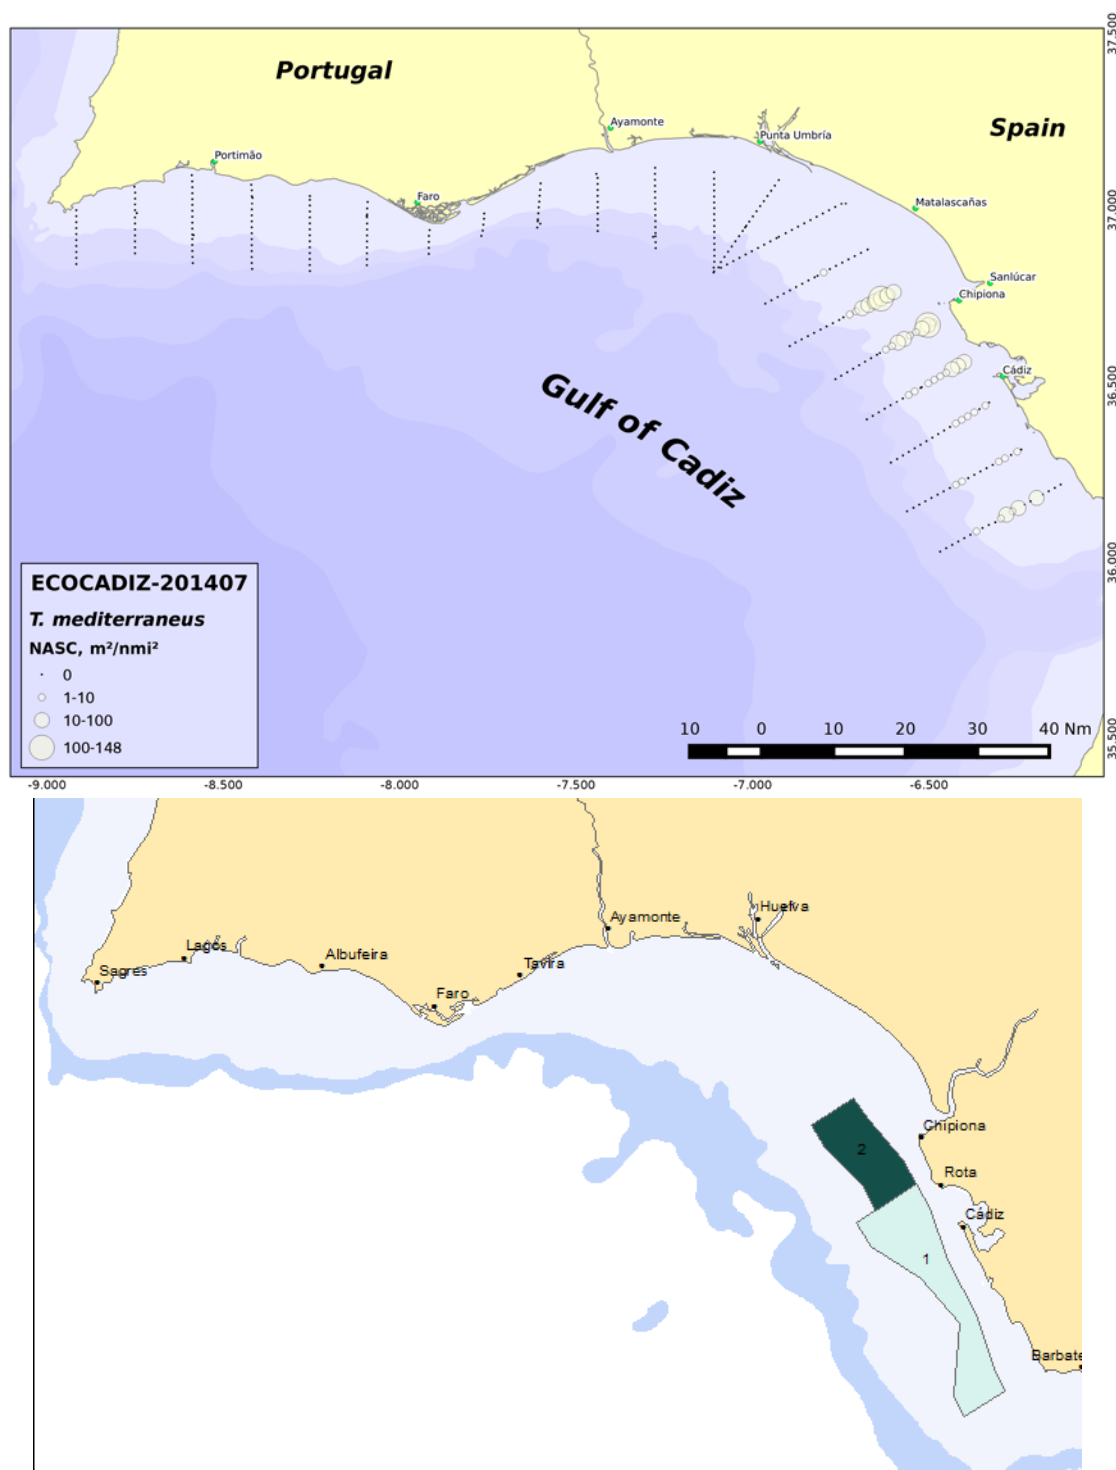 Portugal
Spain
Ayamonte
Punta Umbría
Portimão
Faro
Matalascañas
Sanlúcar
Chipiona
Cádiz
Gulf of Cadiz
37.500
37.000
36.500
36.000
35.500
ECOCADIZ-201407
T. mediterraneus
NASC, m²/nmi²
0
1-10
10-100
100-148
10 0 10 20 30 40 Nm
-9.000 -8.500 -8.000 -7.500 -7.000 -6.500
Huelva
Ayamonte
Lagos
Albufeira
Tavira
Sagres
Faro
Chipiona
2
Rota
Cádiz
1
Barbate